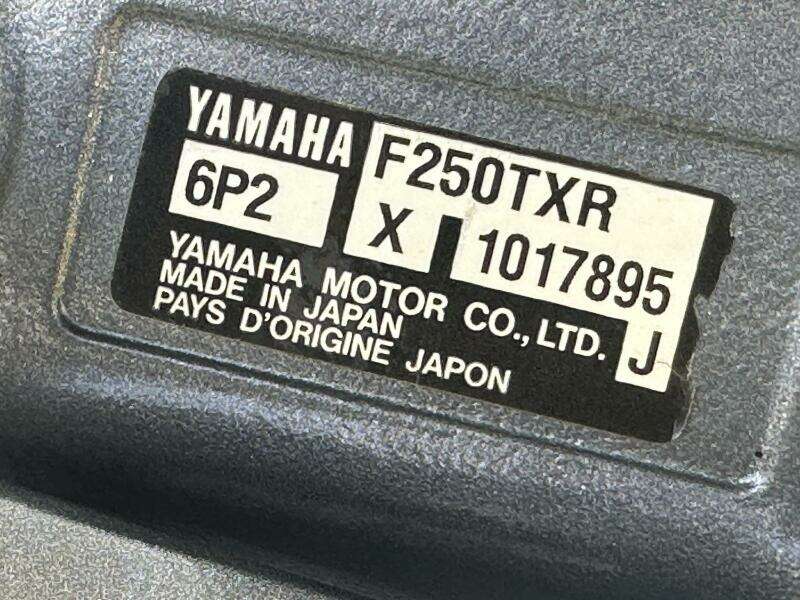 YAMAHA F250TXR
6P2 X 1017895
YAMAHA MOTOR CO., LTD. J
MADE IN JAPAN
PAYS D'ORIGINE JAPON